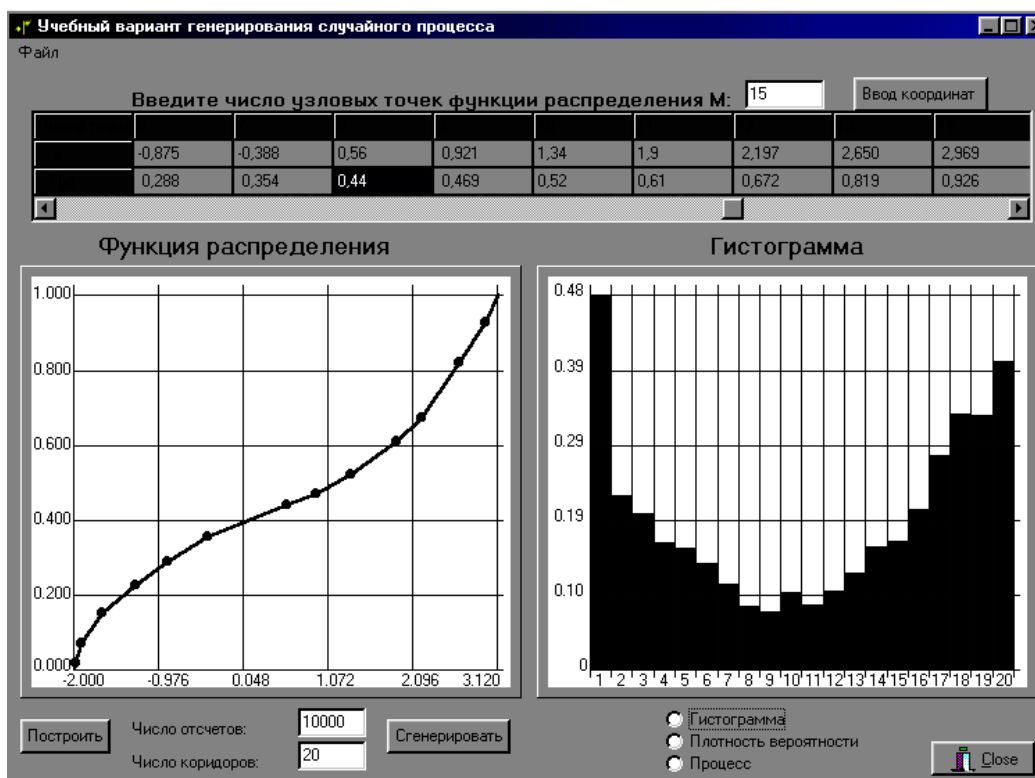 Учебный вариант генерирования случайного процесса
Файл
Введите число узловых точек функции распределения M: 15 Ввод координат
-0,875 -0,388 0,56 0,921 1,34 1,9 2,197 2,650 2,969
0,288 0,354 0,44 0,469 0,52 0,61 0,672 0,819 0,926
Функция распределения
1.000
0.800
0.600
0.400
0.200
0.000
-2.000 -0.976 0.048 1.072 2.096 3.120
Гистограмма
0.48
0.39
0.29
0.19
0.10
0
1 2 3 4 5 6 7 8 9 10 11 12 13 14 15 16 17 18 19 20
Построить
Число отсчетов: 10000
Число коридоров: 20
Сгенерировать
Гистограмма
Плотность вероятности
Процесс
Close